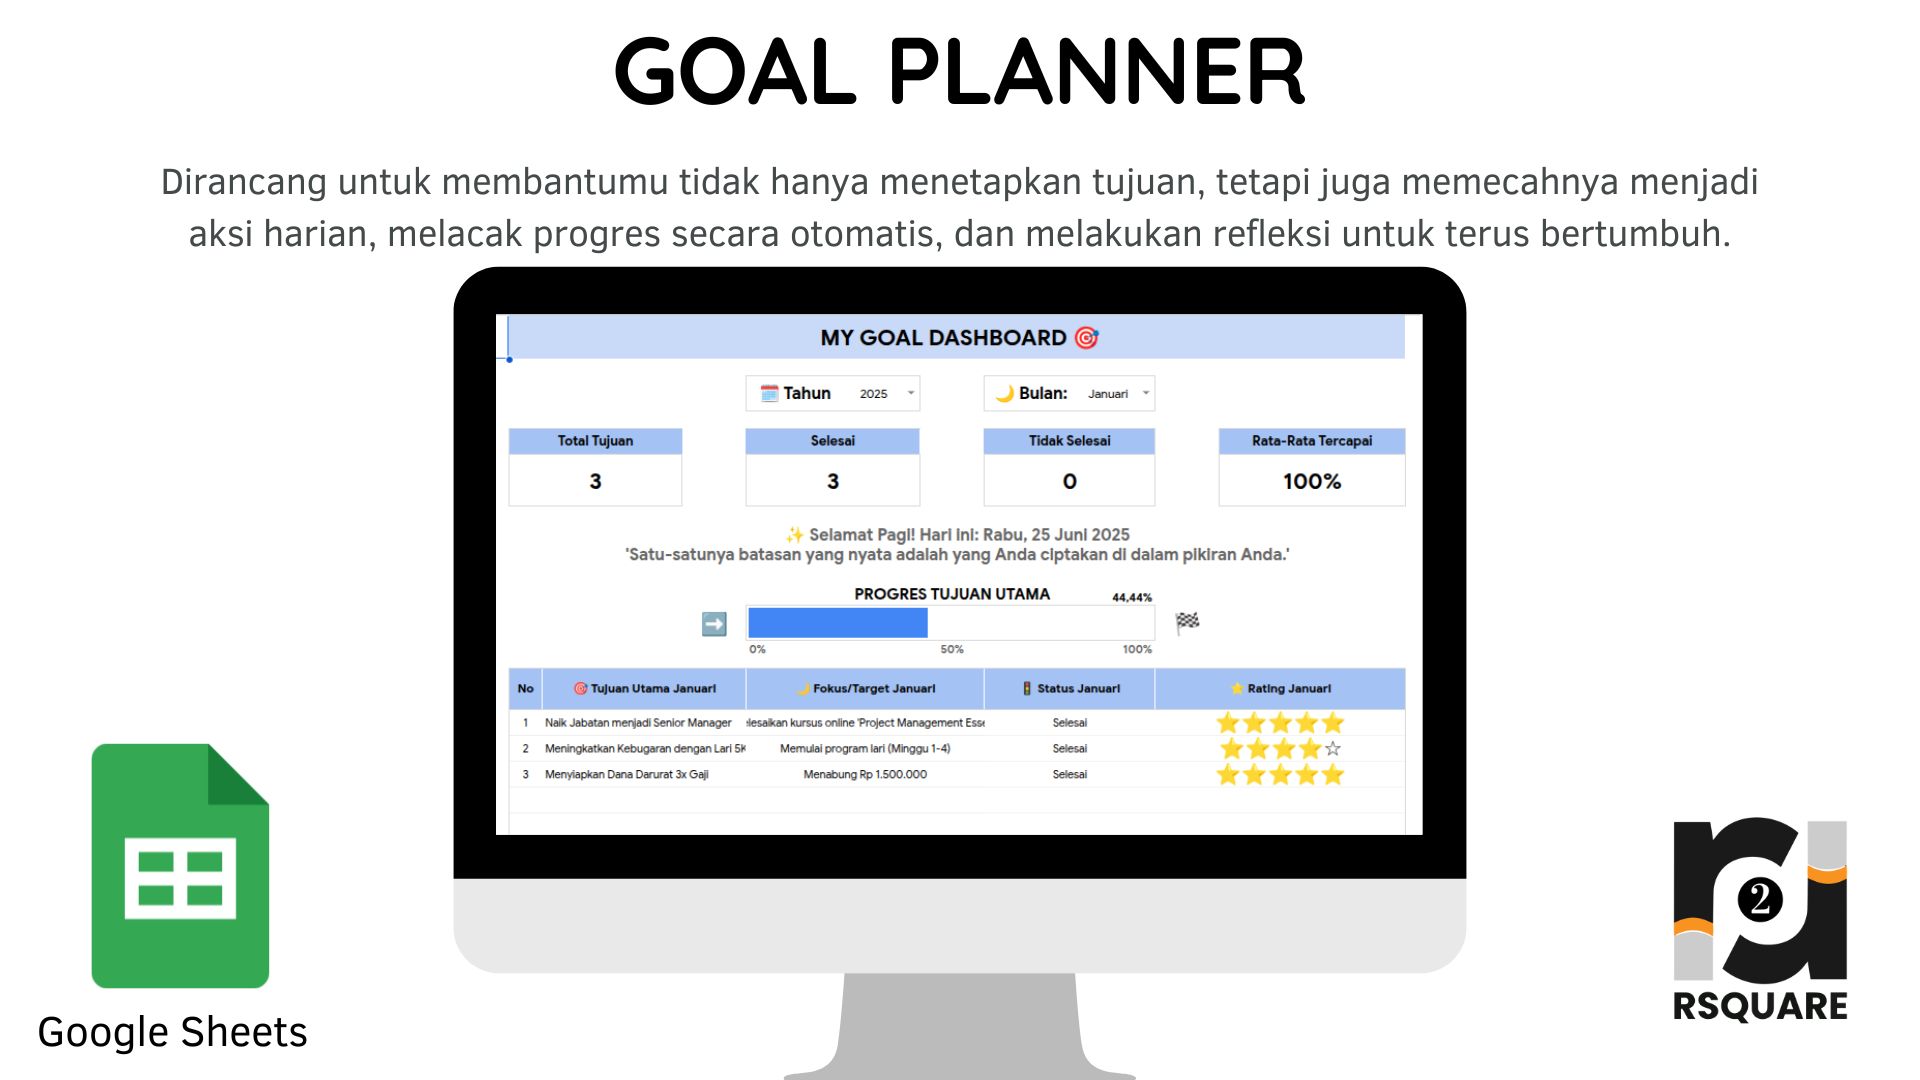 GOAL PLANNER
Dirancang untuk membantumu tidak hanya menetapkan tujuan, tetapi juga memecahnya menjadi
aksi harian, melacak progres secara otomatis, dan melakukan refleksi untuk terus bertumbuh.
MY GOAL DASHBOARD
Tahun 2025 Bulan: Januari
Total Tujuan Selesai Tidak Selesai Rata-Rata Tercapai
3 3 0 100%
Selamat Pagi! Hari Ini: Rabu, 25 Juni 2025
'Satu-satunya batasan yang nyata adalah yang Anda ciptakan di dalam pikiran Anda.'
PROGRES TUJUAN UTAMA 44,44%
0% 50% 100%
No Tujuan Utama Januari Fokus/Target Januari Status Januari Rating Januari
1 Naik Jabatan menjadi Senior Manager elesaikan kursus online 'Project Management Esse Selesai
2 Meningkatkan Kebugaran dengan Lari 5K Memulai program lari (Minggu 1-4) Selesai
3 Menyiapkan Dana Darurat 3x Gaji Menabung Rp 1.500.000 Selesai
Google Sheets
2
RSQUARE